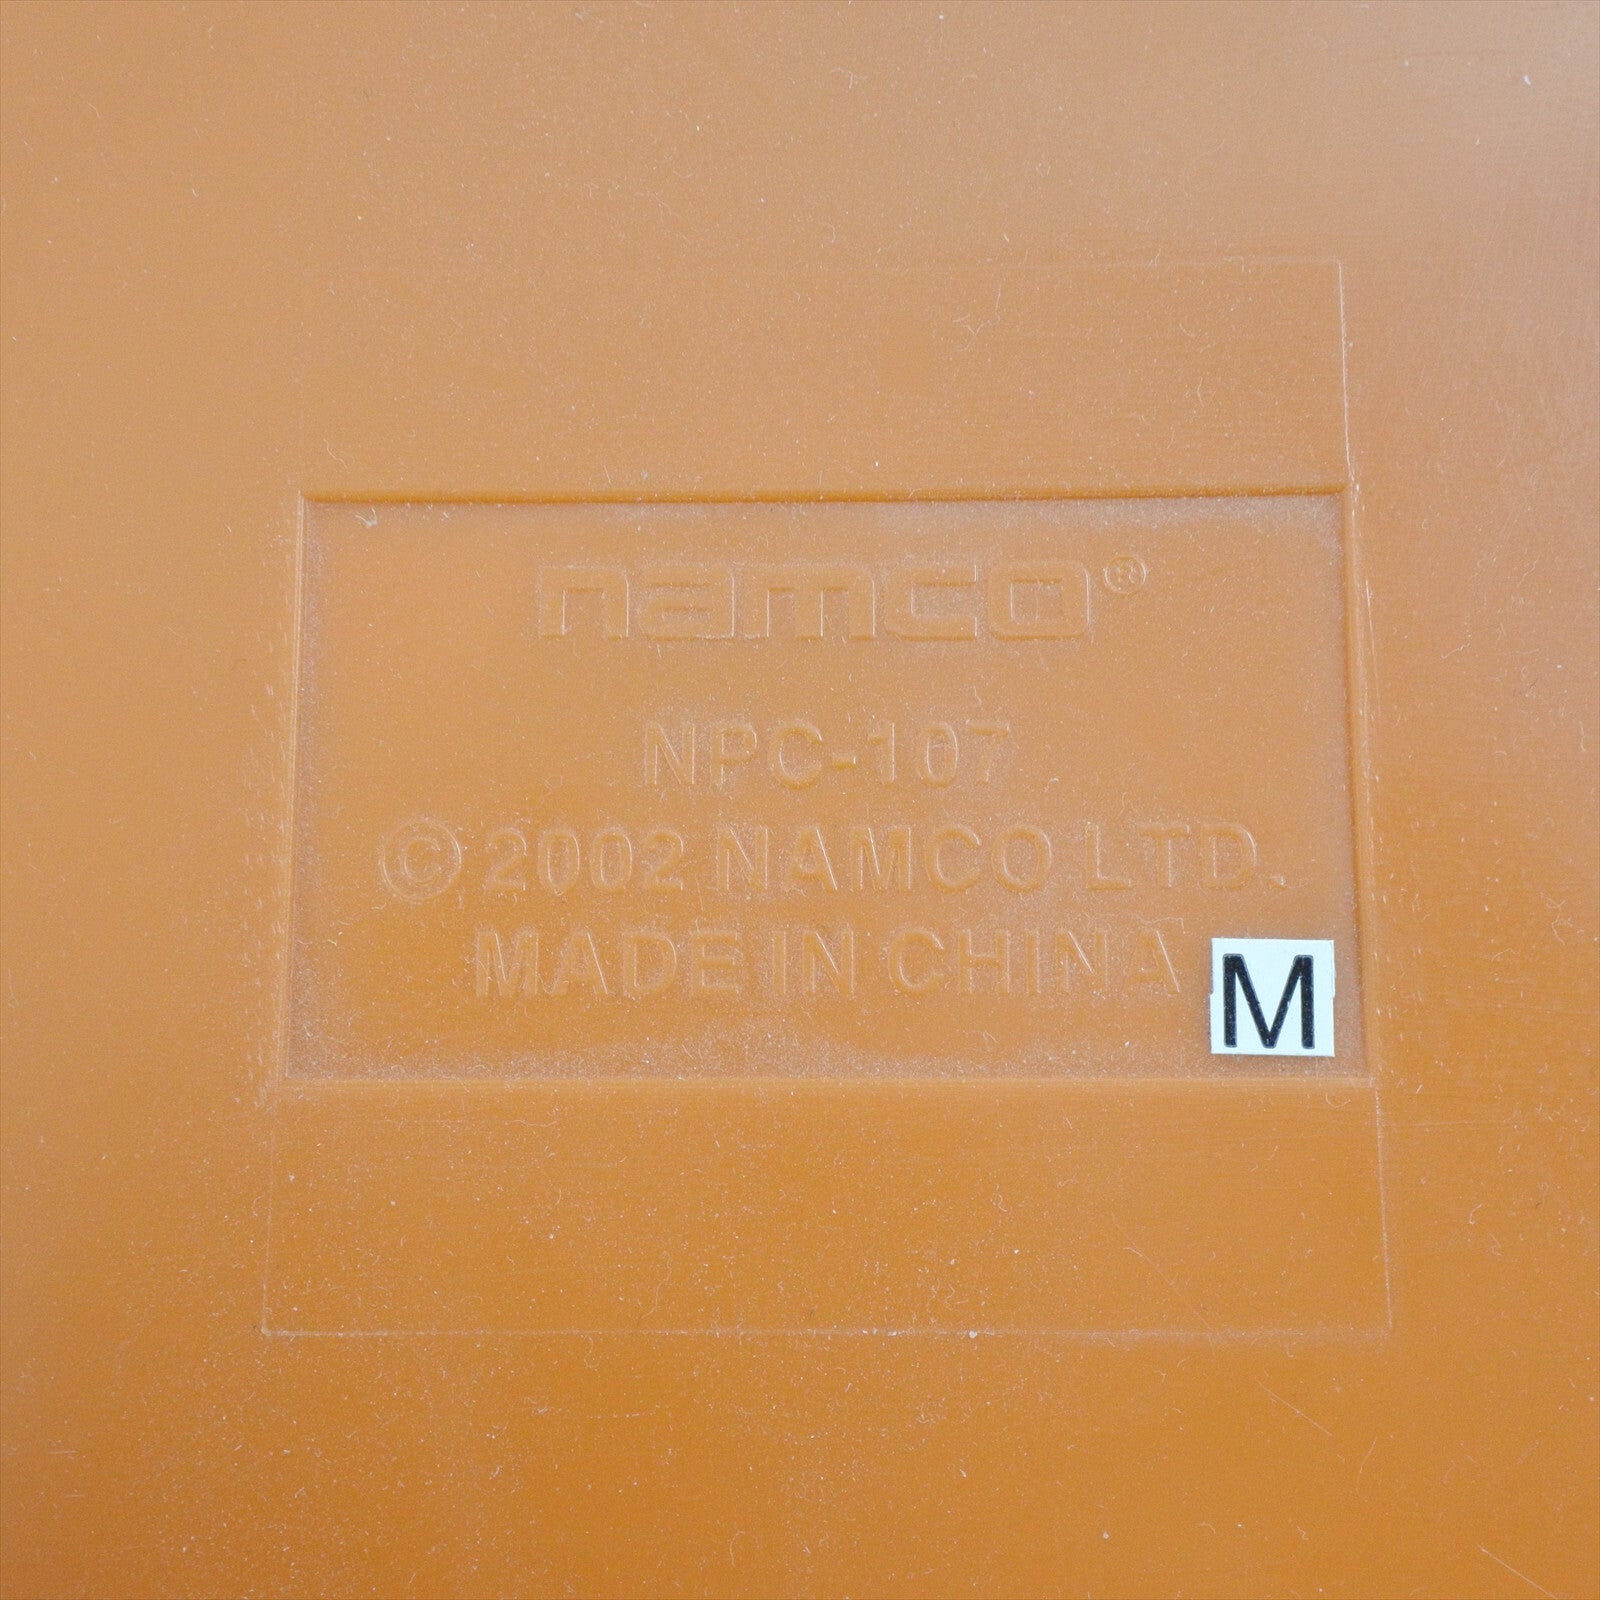 namco®
NPC-107
© 2002 NAMCO LTD.
MADE IN CHINA
M